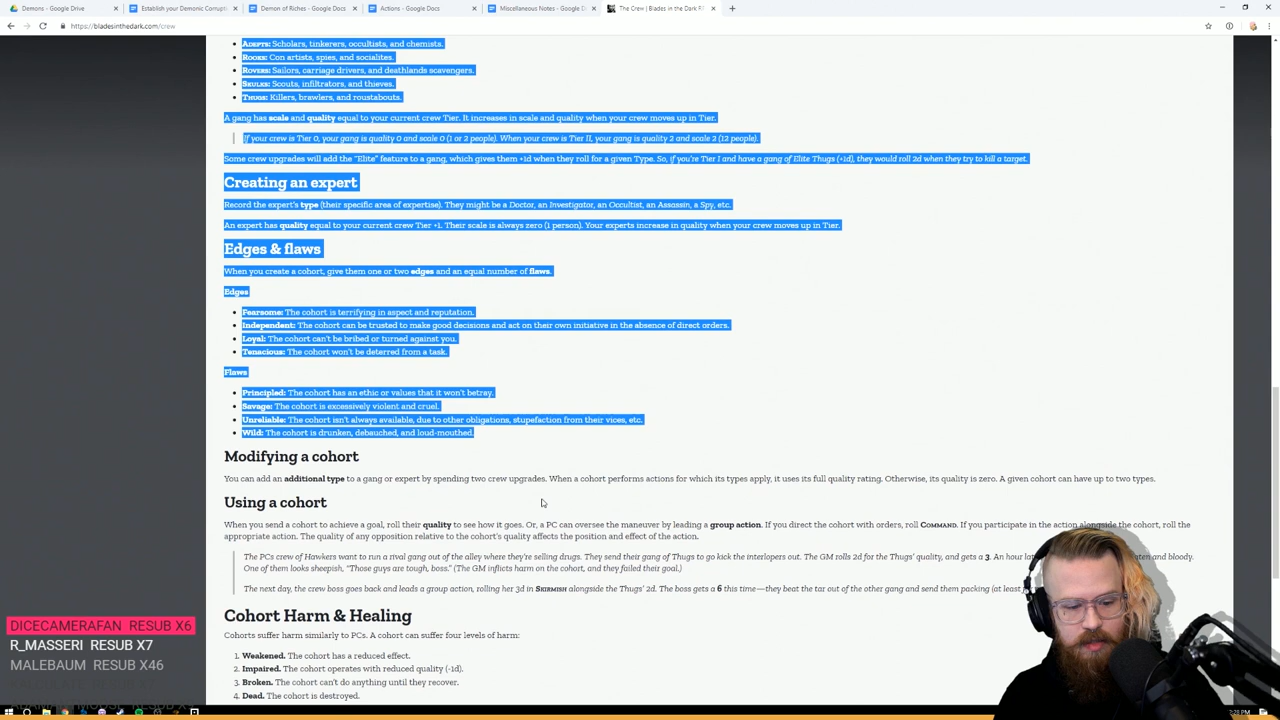 Demons - Google Drive
Establish your Demonic Corrupti
Demon of Riches - Google Docs
Actions - Google Docs
Miscellaneous Notes - Google D
The Crew | Blades in the Dark R
https://bladesinthedark.com/crew
Adepts: Scholars, tinkerers, occultists, and chemists.
Rooks: Con artists, spies, and socialites.
Rovers: Sailors, carriage drivers, and deathlands scavengers.
Skulks: Scouts, infiltrators, and thieves.
Thugs: Killers, brawlers, and roustabouts.
A gang has scale and quality equal to your current crew Tier. It increases in scale and quality when your crew moves up in Tier.
If your crew is Tier 0, your gang is quality 0 and scale 0 (1 or 2 people). When your crew is Tier II, your gang is quality 2 and scale 2 (12 people).
Some crew upgrades will add the "Elite" feature to a gang, which gives them +1d when they roll for a given Type. So, if you're Tier I and have a gang of Elite Thugs (+1d), they would roll 2d when they try to kill a target.
Creating an expert
Record the expert's type (their specific area of expertise). They might be a Doctor, an Investigator, an Occultist, an Assassin, a Spy, etc.
An expert has quality equal to your current crew Tier +1. Their scale is always zero (1 person). Your experts increase in quality when your crew moves up in Tier.
Edges & flaws
When you create a cohort, give them one or two edges and an equal number of flaws.
Edges
Fearsome: The cohort is terrifying in aspect and reputation.
Independent: The cohort can be trusted to make good decisions and act on their own initiative in the absence of direct orders.
Loyal: The cohort can't be bribed or turned against you.
Tenacious: The cohort won't be deterred from a task.
Flaws
Principled: The cohort has an ethic or values that it won't betray.
Savage: The cohort is excessively violent and cruel.
Unreliable: The cohort isn't always available, due to other obligations, stupefaction from their vices, etc.
Wild: The cohort is drunken, debauched, and loud-mouthed.
Modifying a cohort
You can add an additional type to a gang or expert by spending two crew upgrades. When a cohort performs actions for which its types apply, it uses its full quality rating. Otherwise, its quality is zero. A given cohort can have up to two types.
Using a cohort
When you send a cohort to achieve a goal, roll their quality to see how it goes. Or, a PC can oversee the maneuver by leading a group action. If you direct the cohort with orders, roll Command. If you participate in the action alongside the cohort, roll the
appropriate action. The quality of any opposition relative to the cohort's quality affects the position and effect of the action.
The PCs crew of Hawkers want to run a rival gang out of the alley where they're selling drugs. They send their gang of Thugs to go kick the interlopers out. The GM rolls 2d for the Thugs' quality, and gets a 3. An hour lat en and bloody.
One of them looks sheepish, "Those guys are tough, boss." (The GM inflicts harm on the cohort, and they failed their goal.)
The next day, the crew boss goes back and leads a group action, rolling her 3d in Skirmish alongside the Thugs' 2d. The boss gets a 6 this time—they beat the tar out of the other gang and send them packing (at least
Cohort Harm & Healing
Cohorts suffer harm similarly to PCs. A cohort can suffer four levels of harm:
1. Weakened. The cohort has a reduced effect.
2. Impaired. The cohort operates with reduced quality (-1d).
3. Broken. The cohort can't do anything until they recover.
4. Dead. The cohort is destroyed.
DICECAMERAFAN RESUB X6
R_MASSERI RESUB X7
MALEBAUM RESUB X46